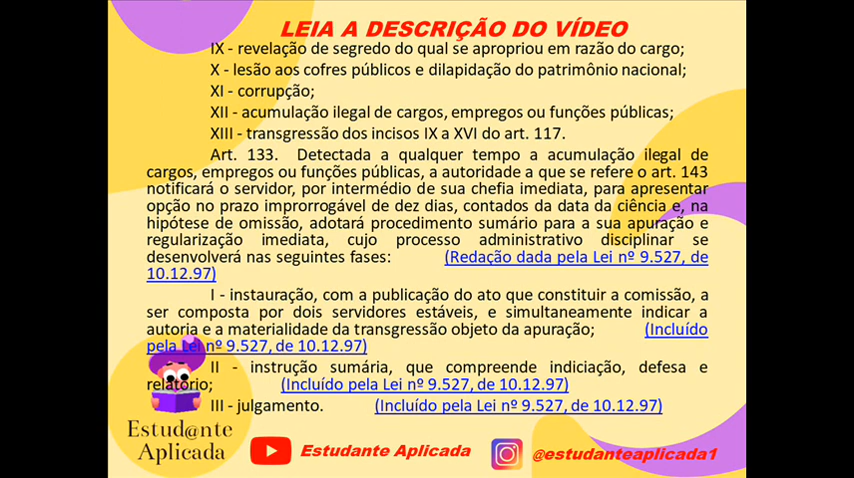 LEIA A DESCRIÇÃO DO VÍDEO
IX - revelação de segredo do qual se apropriou em razão do cargo;
X - lesão aos cofres públicos e dilapidação do patrimônio nacional;
XI - corrupção;
XII - acumulação ilegal de cargos, empregos ou funções públicas;
XIII - transgressão dos incisos IX a XVI do art. 117.
Art. 133. Detectada a qualquer tempo a acumulação ilegal de
cargos, empregos ou funções públicas, a autoridade a que se refere o art. 143
notificará o servidor, por intermédio de sua chefia imediata, para apresentar
opção no prazo improrrogável de dez dias, contados da data da ciência e, na
hipótese de omissão, adotará procedimento sumário para a sua apuração e
regularização imediata, cujo processo administrativo disciplinar se
desenvolverá nas seguintes fases: (Redação dada pela Lei nº 9.527, de
10.12.97)
I - instauração, com a publicação do ato que constituir a comissão, a
ser composta por dois servidores estáveis, e simultaneamente indicar a
autoria e a materialidade da transgressão objeto da apuração; (Incluído
pela Lei nº 9.527, de 10.12.97)
II - instrução sumária, que compreende indiciação, defesa e
relatório; (Incluído pela Lei nº 9.527, de 10.12.97)
III - julgamento. (Incluído pela Lei nº 9.527, de 10.12.97)
Estud@nte
Aplicada
Estudante Aplicada
@estudanteaplicada1